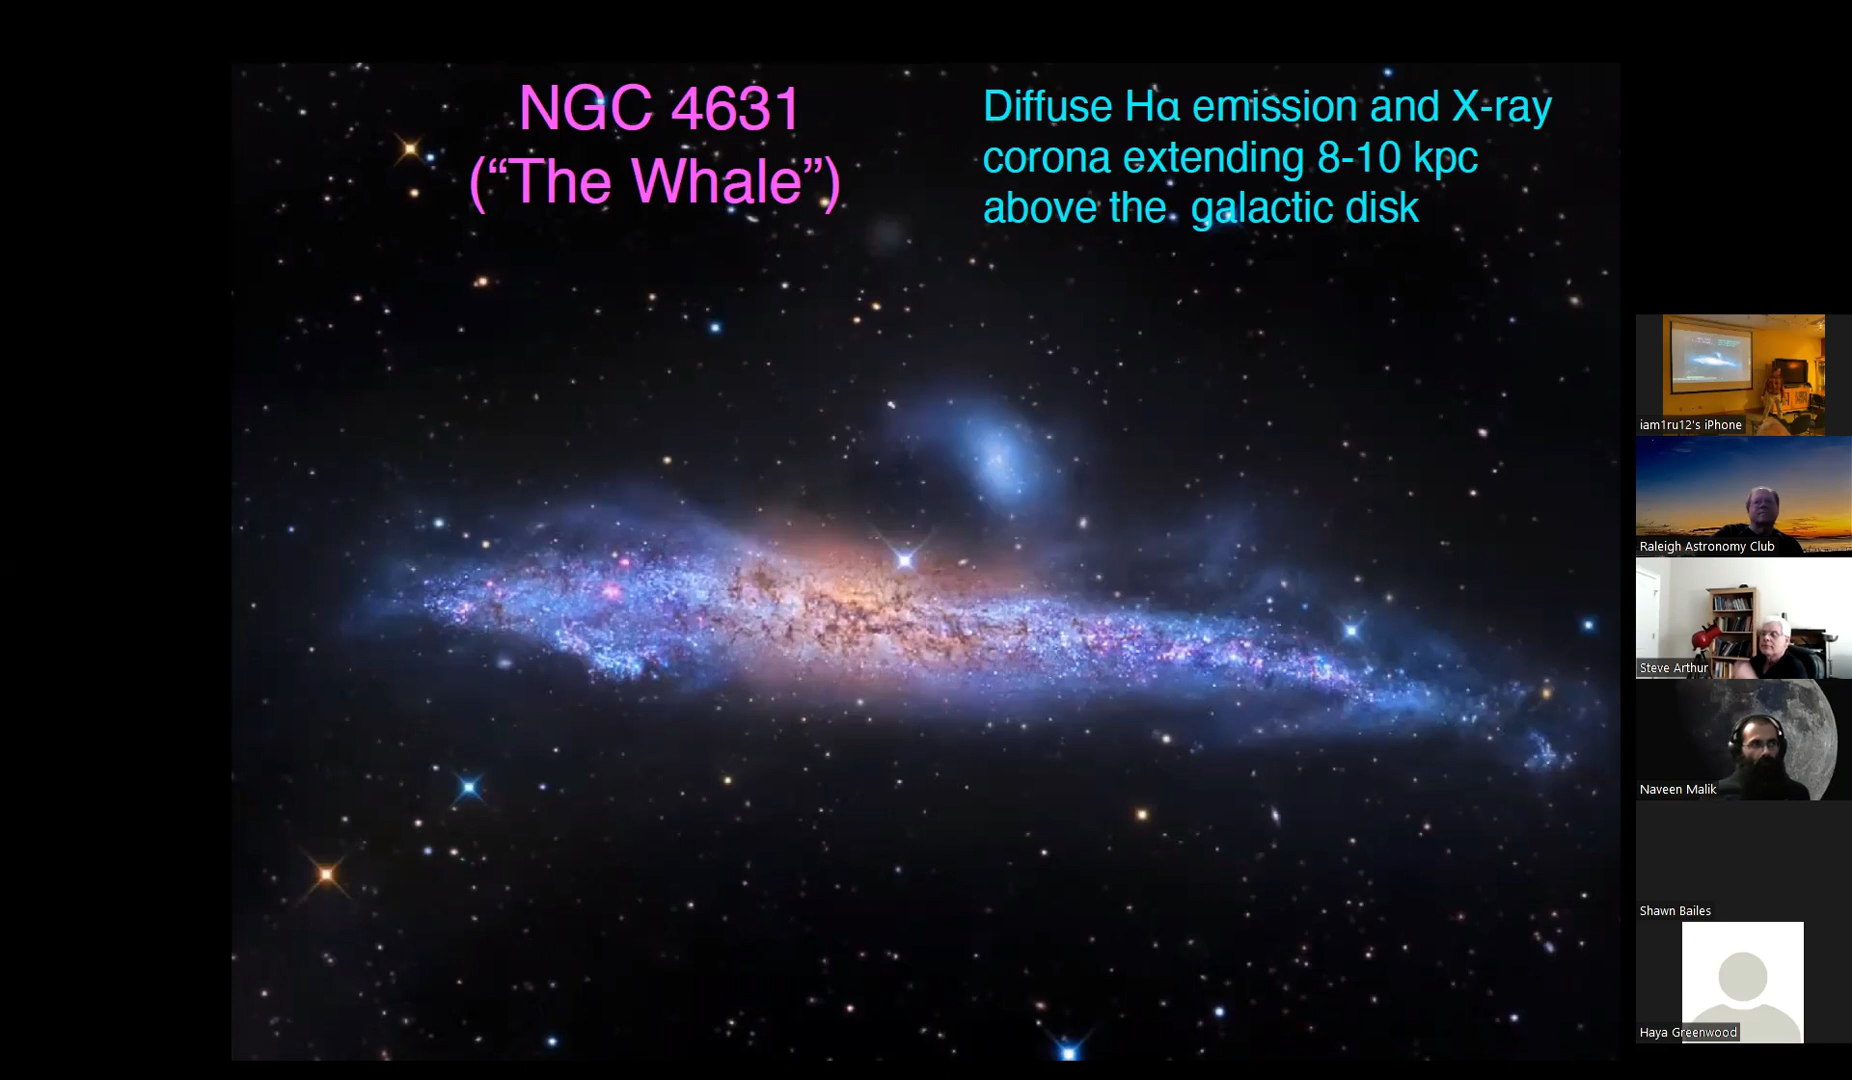 NGC 4631
(“The Whale”)
Diffuse Hα emission and X-ray
corona extending 8-10 kpc
above the  galactic disk
iam1ru12's iPhone
Raleigh Astronomy Club
Steve Arthur
Naveen Malik
Shawn Bailes
Haya Greenwood